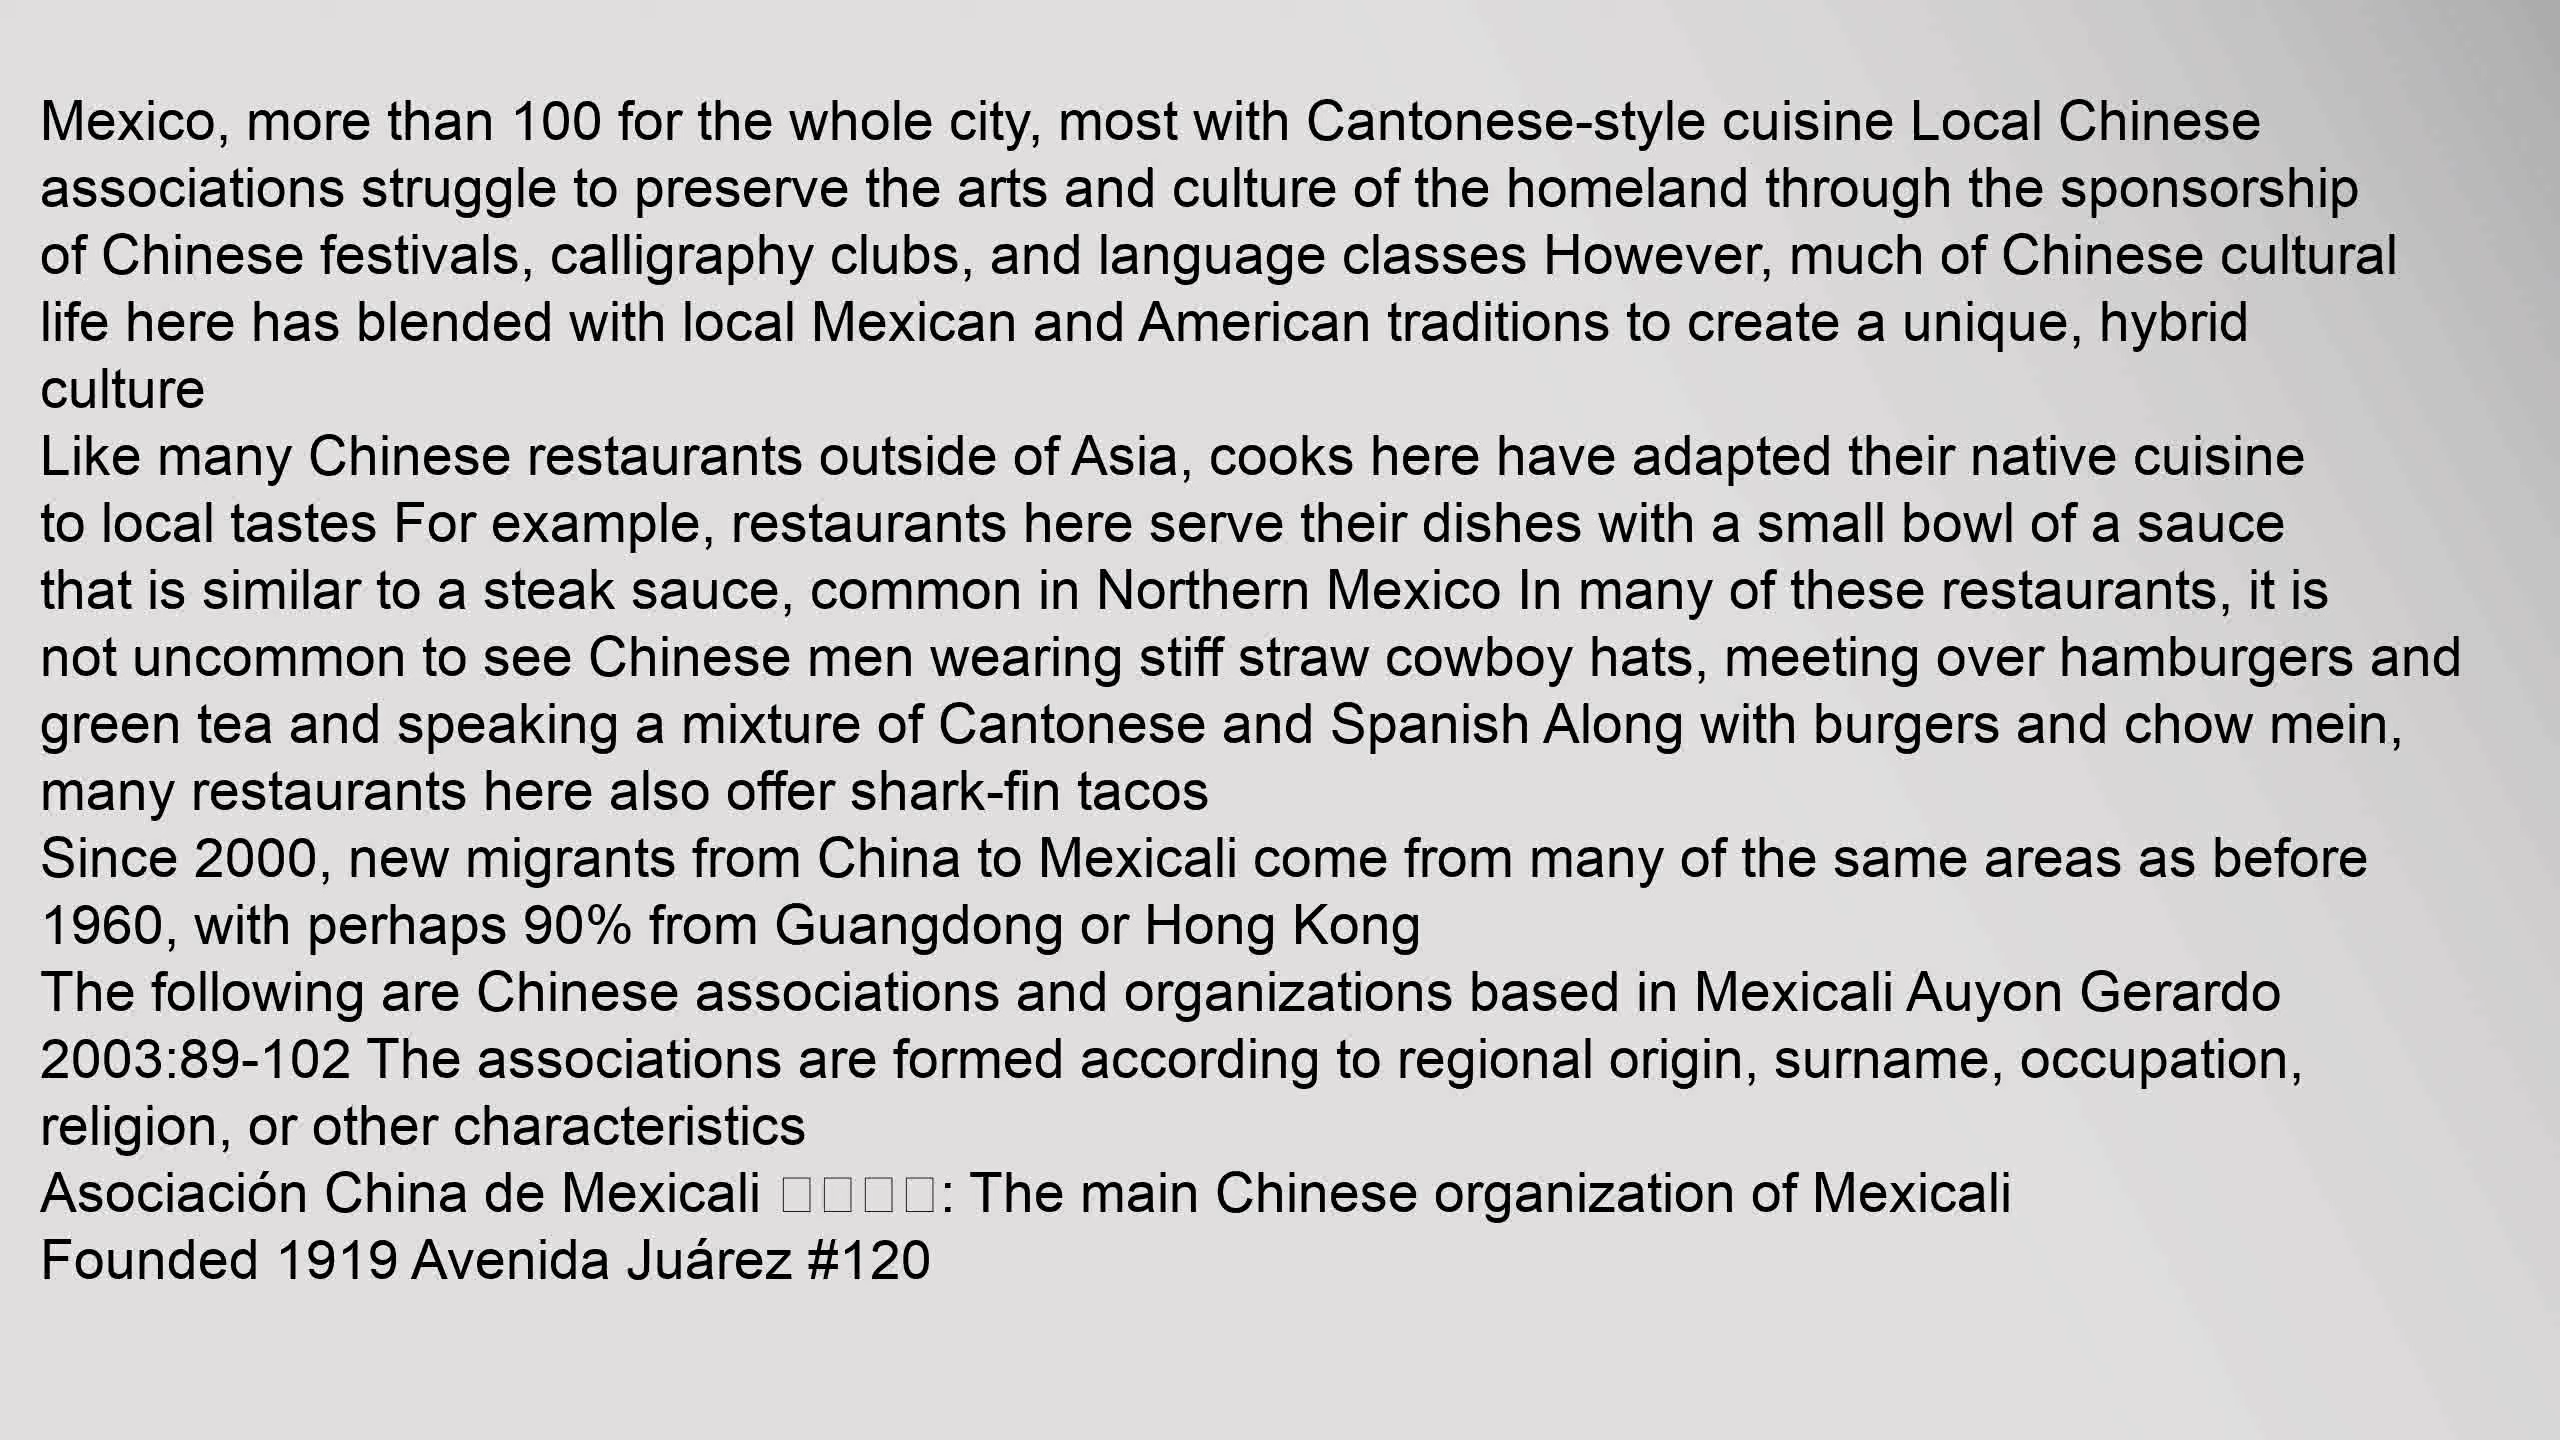 Mexico, more than 100 for the whole city, most with Cantonese-style cuisine Local Chinese
associations struggle to preserve the arts and culture of the homeland through the sponsorship
of Chinese festivals, calligraphy clubs, and language classes However, much of Chinese cultural
life here has blended with local Mexican and American traditions to create a unique, hybrid
culture
Like many Chinese restaurants outside of Asia, cooks here have adapted their native cuisine
to local tastes For example, restaurants here serve their dishes with a small bowl of a sauce
that is similar to a steak sauce, common in Northern Mexico In many of these restaurants, it is
not uncommon to see Chinese men wearing stiff straw cowboy hats, meeting over hamburgers and
green tea and speaking a mixture of Cantonese and Spanish Along with burgers and chow mein,
many restaurants here also offer shark-fin tacos
Since 2000, new migrants from China to Mexicali come from many of the same areas as before
1960, with perhaps 90% from Guangdong or Hong Kong
The following are Chinese associations and organizations based in Mexicali Auyon Gerardo
2003:89-102 The associations are formed according to regional origin, surname, occupation,
religion, or other characteristics
Asociación China de Mexicali □□□□: The main Chinese organization of Mexicali
Founded 1919 Avenida Juárez #120